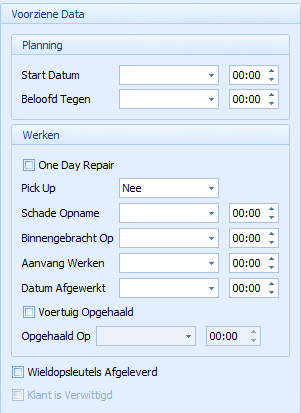 Voorziene Data
Planning
Start Datum 00:00
Beloofd Tegen 00:00
Werken
One Day Repair
Pick Up Nee
Schade Opname 00:00
Binnengebracht Op 00:00
Aanvang Werken 00:00
Datum Afgewerkt 00:00
Voertuig Opgehaald
Opgehaald Op 00:00
Wieldopsleutels Afgeleverd
Klant is Verwittigd